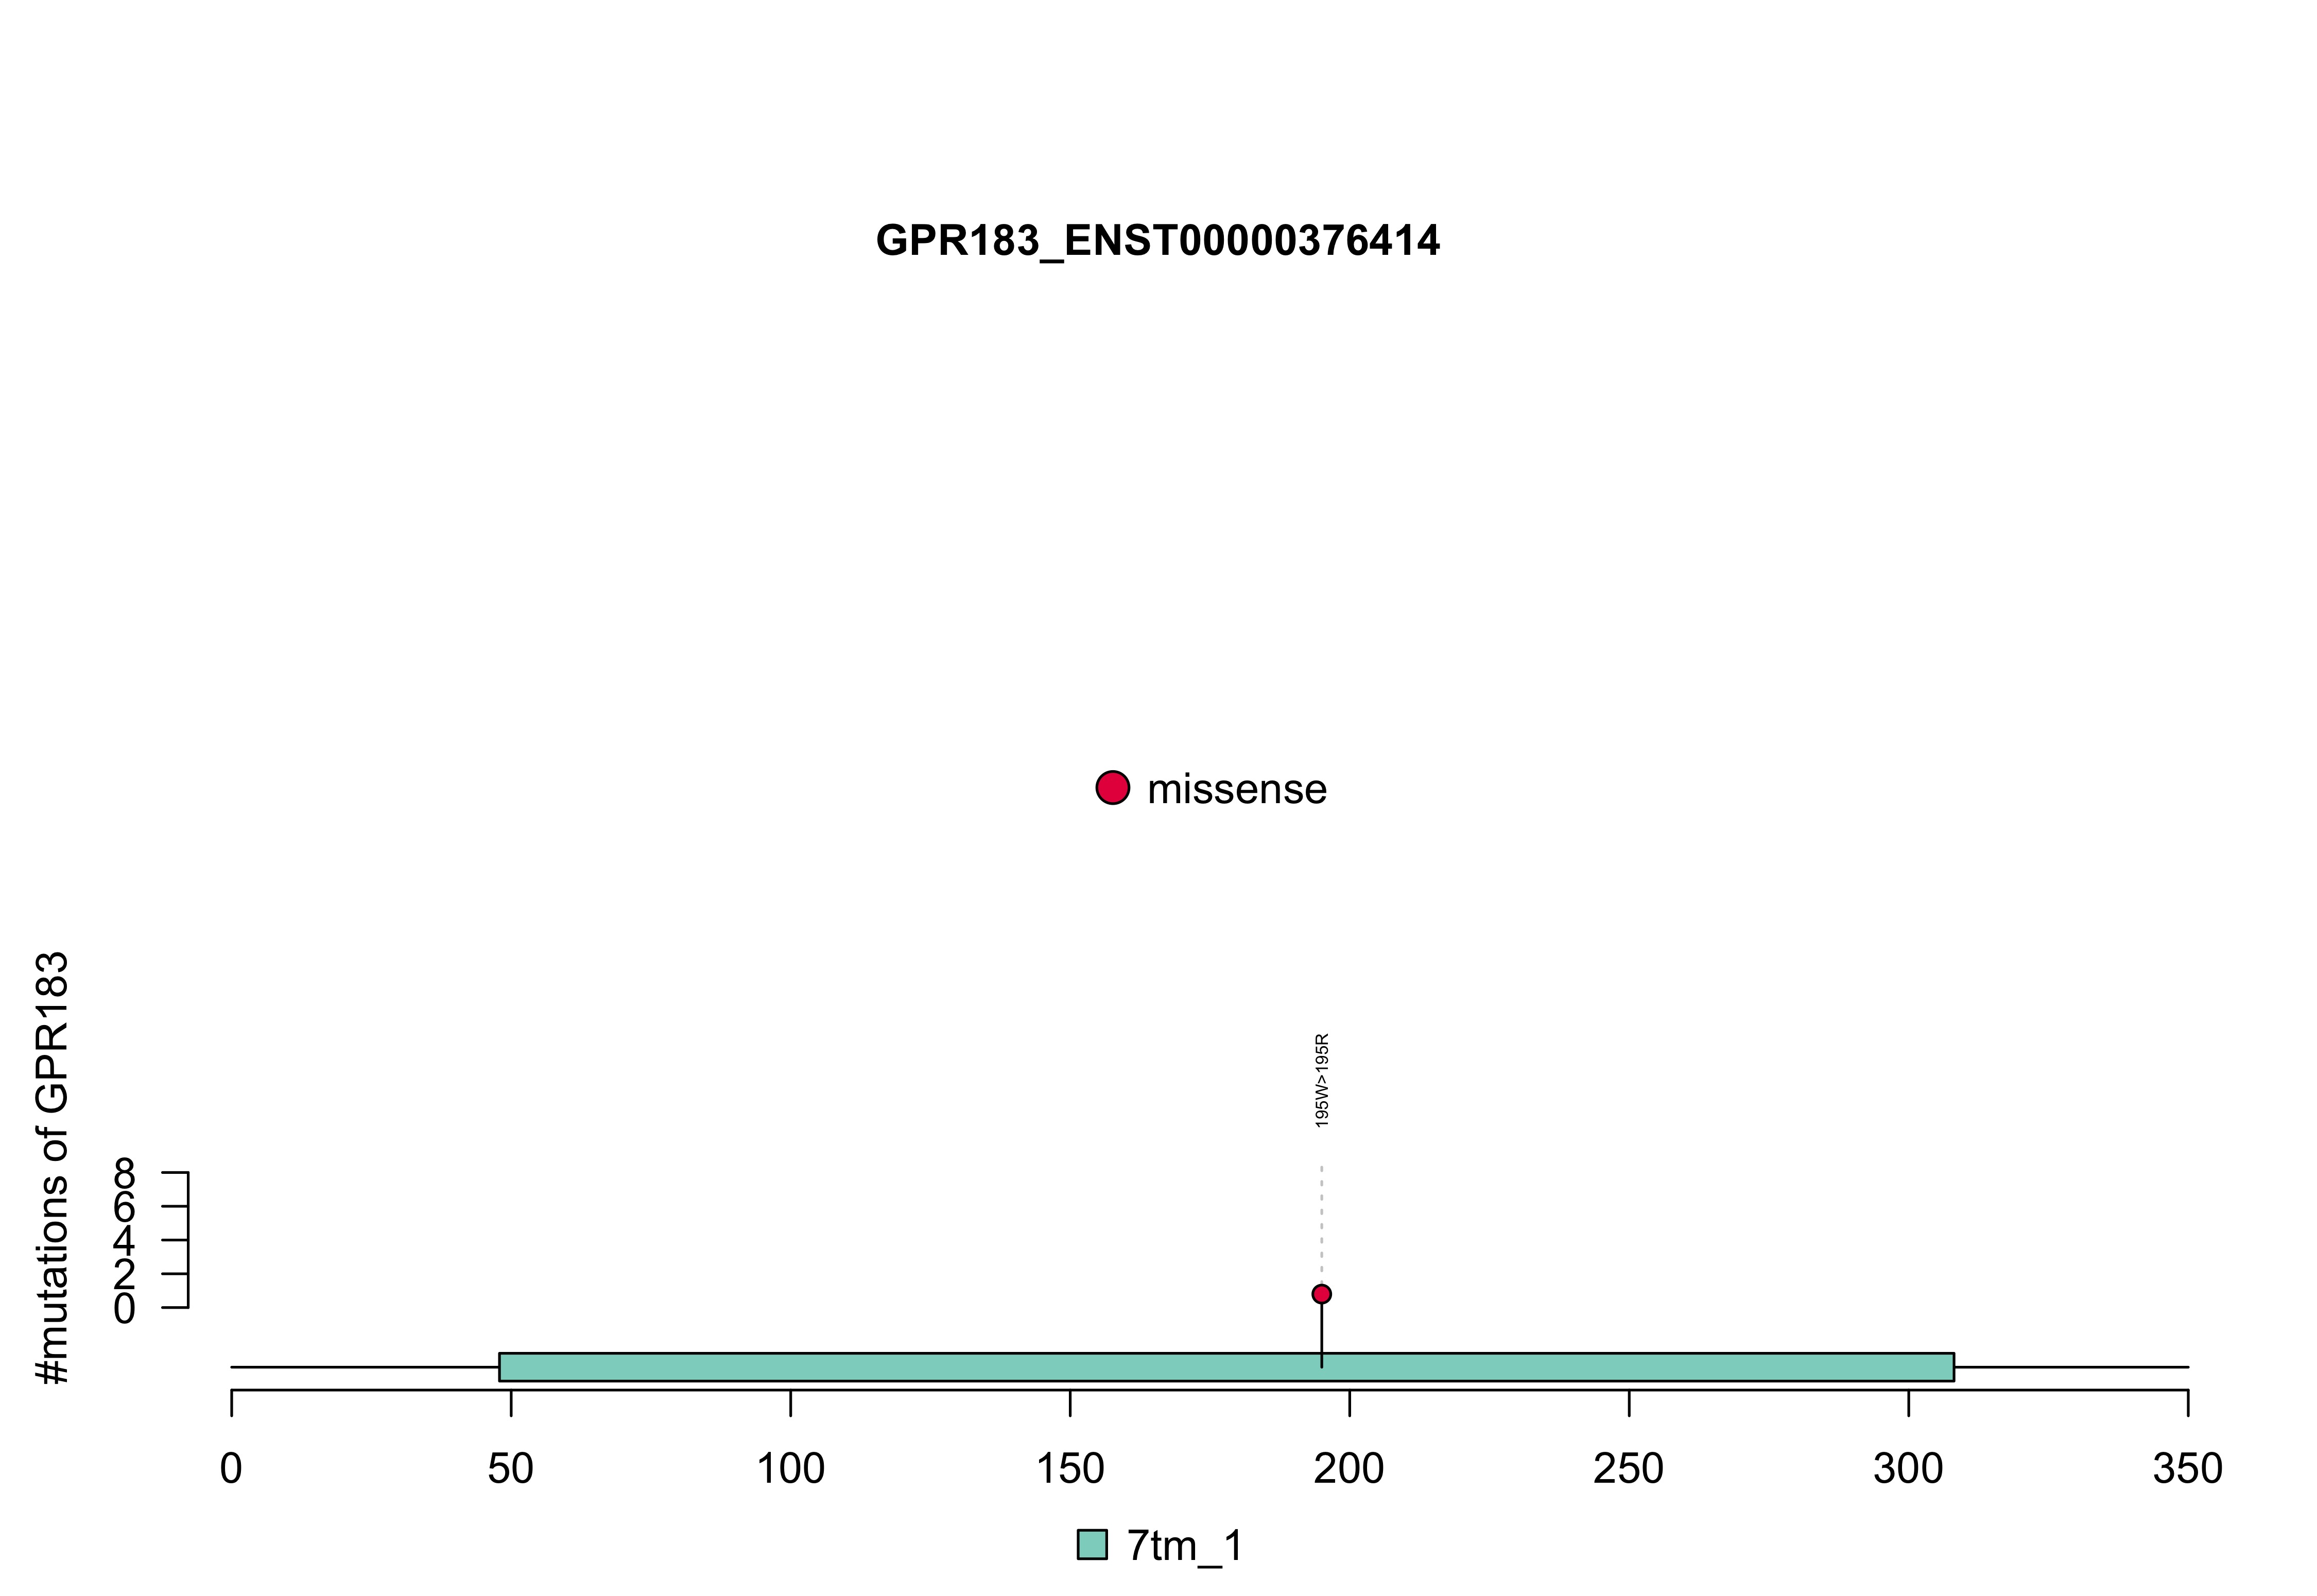 GPR183_ENST00000376414
missense
#mutations of GPR183
195W>195R
8
6
4
2
0
0 50 100 150 200 250 300 350
7tm_1